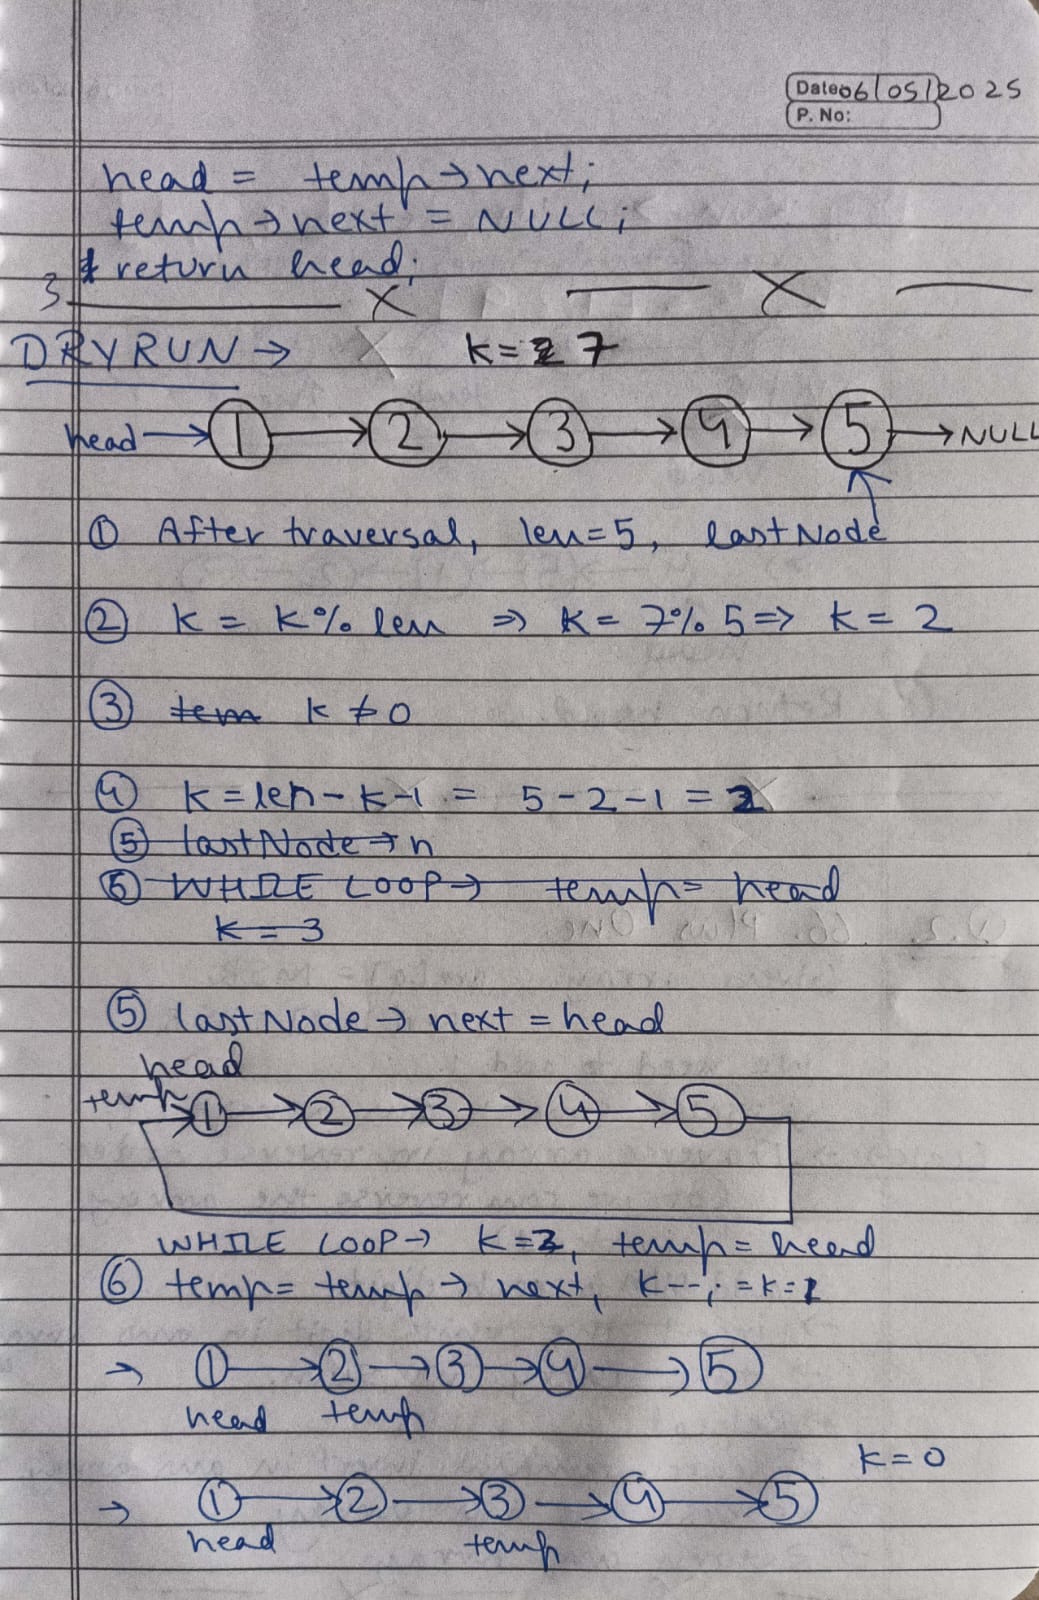 Date 06/05/2025
P. No:
head = temp→next;
temp→next = NULL;
return head;
}
DRY RUN → K = 7
head → 1 → 2 → 3 → 4 → 5 → NULL
① After traversal, len=5, lastNode
② K = K% len ⇒ K = 7% 5 ⇒ K = 2
③ tem K ≠ 0
④ K = len - K - 1 = 5 - 2 - 1 = 2
⑤ lastNode → n
⑥ WHILE LOOP → temp = head
K = 3
⑤ lastNode → next = head
head
temp
1 → 2 → 3 → 4 → 5
WHILE LOOP → K = 2, temp = head
⑥ temp = temp → next, K--; = K = 1
→ 1 → 2 → 3 → 4 → 5
head temp
K = 0
→ 1 → 2 → 3 → 4 → 5
head temp